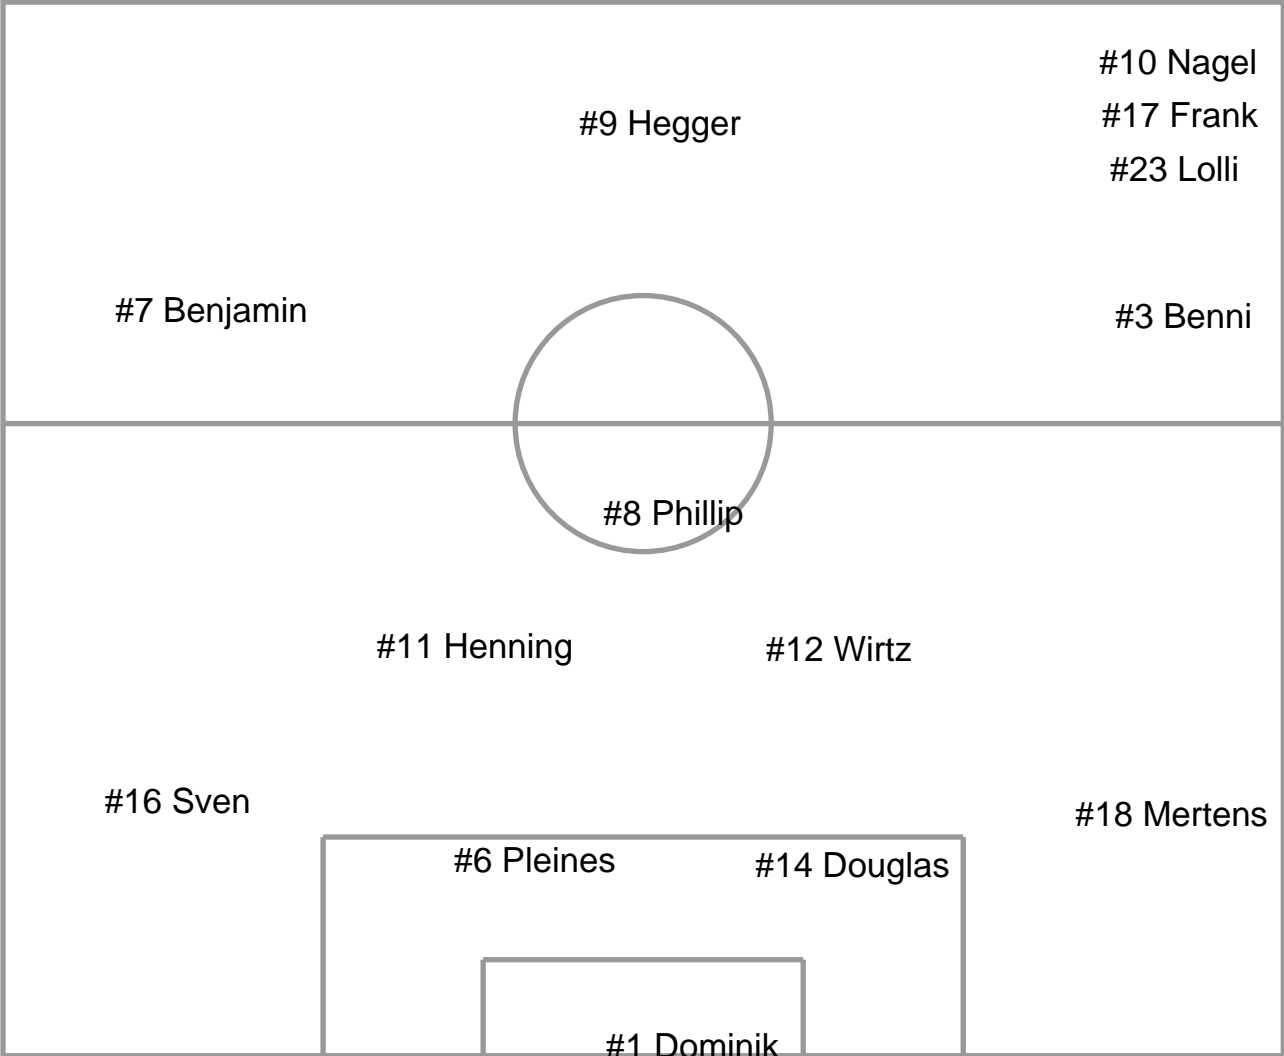 #10 Nagel
#9 Hegger
#17 Frank
#23 Lolli
#7 Benjamin
#3 Benni
#8 Phillip
#11 Henning
#12 Wirtz
#16 Sven
#18 Mertens
#6 Pleines
#14 Douglas
#1 Dominik